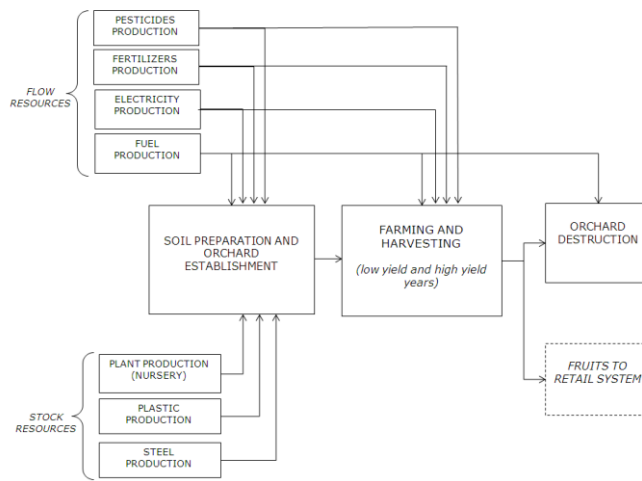 PESTICIDES
PRODUCTION
FERTILIZERS
PRODUCTION
FLOW
RESOURCES
ELECTRICITY
PRODUCTION
FUEL
PRODUCTION
SOIL PREPARATION AND
ORCHARD
ESTABLISHMENT
FARMING AND
HARVESTING
(low yield and high yield
years)
ORCHARD
DESTRUCTION
FRUITS TO
RETAIL SYSTEM
PLANT PRODUCTION
(NURSERY)
STOCK
RESOURCES
PLASTIC
PRODUCTION
STEEL
PRODUCTION